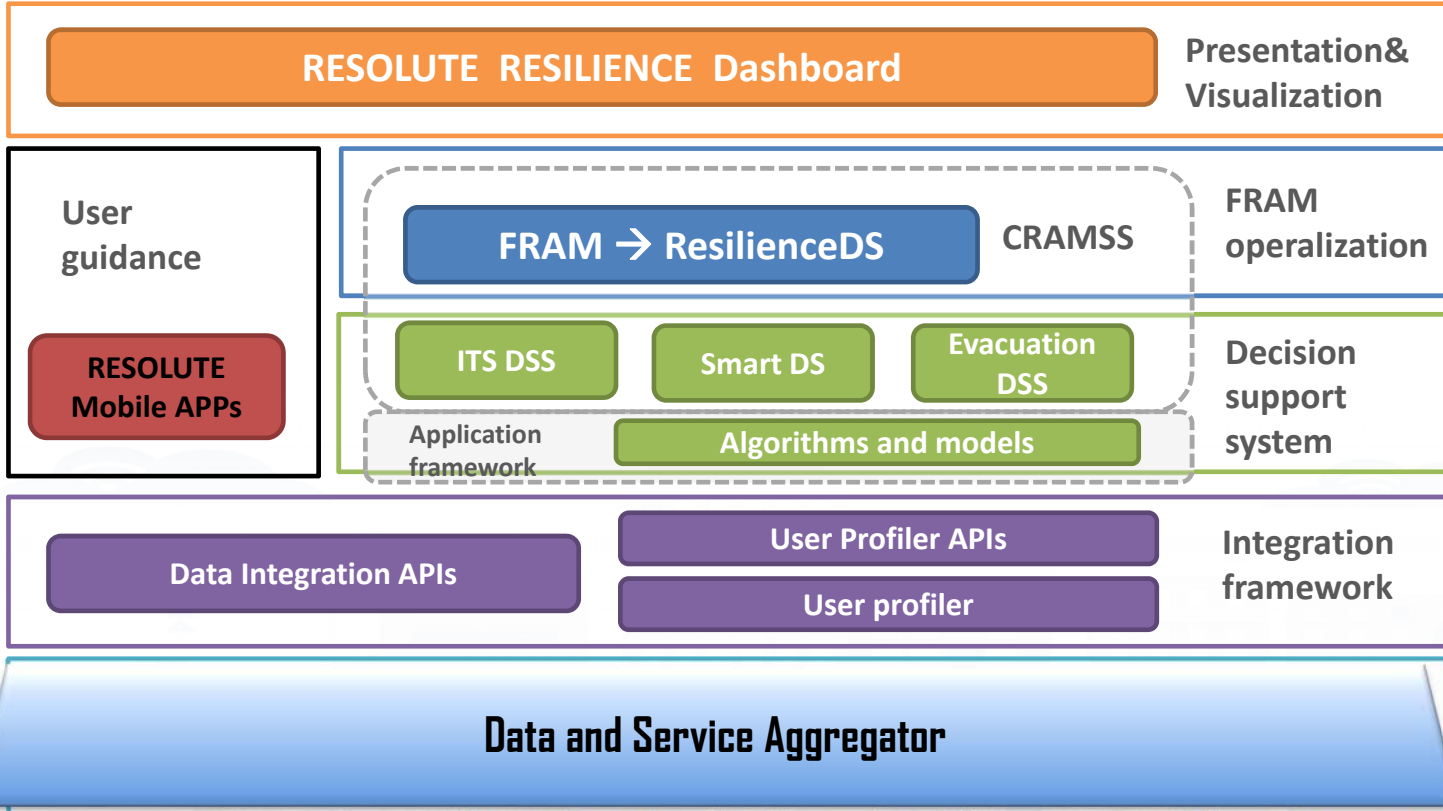 RESOLUTE RESILIENCE Dashboard
Presentation&
Visualization
User
guidance
RESOLUTE
Mobile APPs
FRAM → ResilienceDS
CRAMSS
FRAM
operalization
ITS DSS
Smart DS
Evacuation
DSS
Application
framework
Algorithms and models
Decision
support
system
Data Integration APIs
User Profiler APIs
User profiler
Integration
framework
Data and Service Aggregator